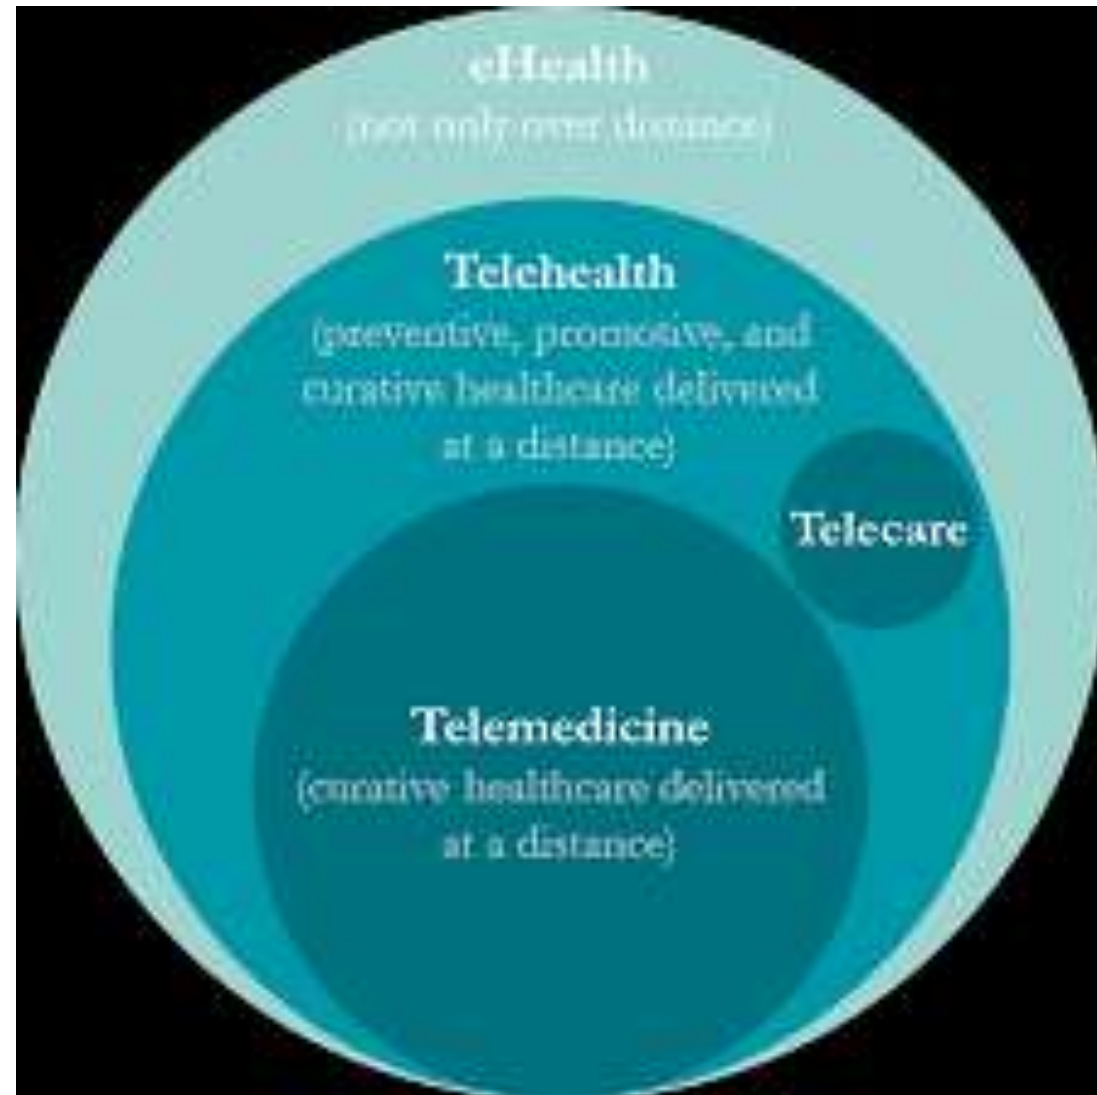 eHealth
(not only over distance)
Telehealth
(preventive, promotive, and
curative healthcare delivered
at a distance)
Telecare
Telemedicine
(curative healthcare delivered
at a distance)